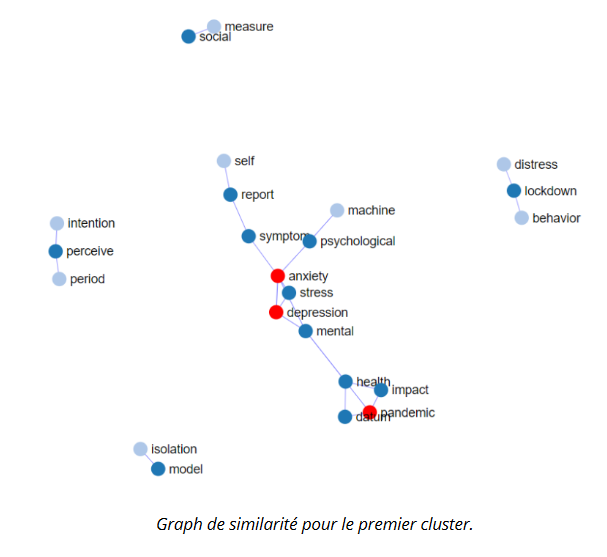 measure
social
self
distress
report
lockdown
machine
behavior
intention
symptom
psychological
perceive
period
anxiety
stress
depression
mental
health
impact
pandemic
datum
isolation
model
Graph de similarité pour le premier cluster.